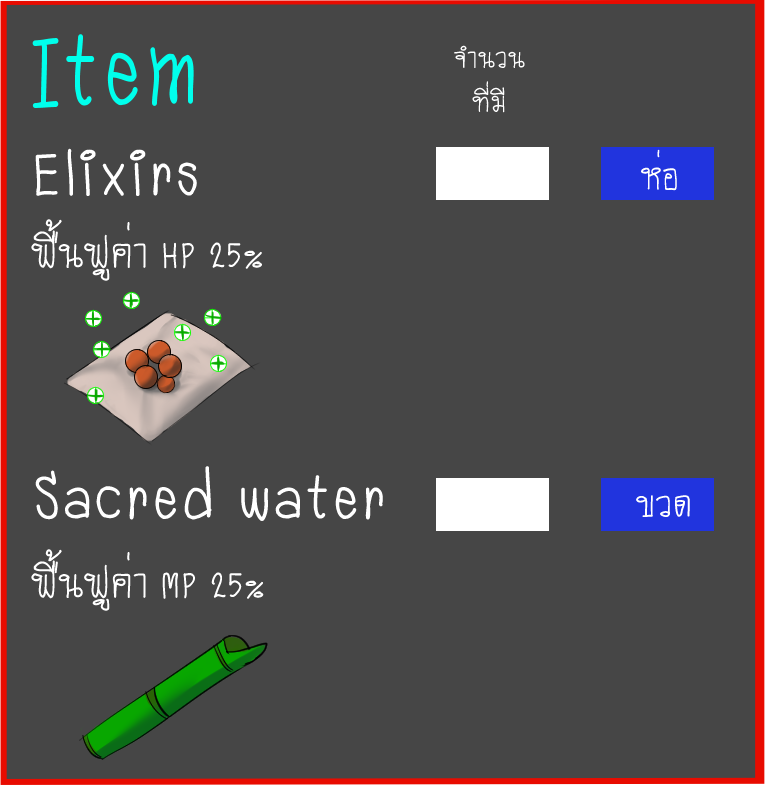 Item
จำนวน
ที่มี
Elixirs
ห่อ
ฟื้นฟูค่า HP 25%
Sacred water
ขวด
ฟื้นฟูค่า MP 25%